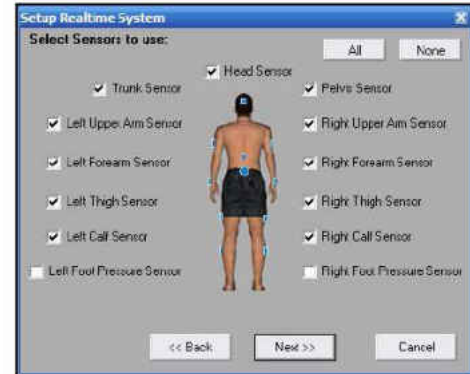 Setup Realtime System
Select Sensors to use:
All None
Head Sensor
Trunk Sensor Pelvis Sensor
Left Upper Arm Sensor Right Upper Arm Sensor
Left Forearm Sensor Right Forearm Sensor
Left Thigh Sensor Right Thigh Sensor
Left Calf Sensor Right Calf Sensor
Left Foot Pressure Sensor Right Foot Pressure Sensor
<< Back Next >> Cancel